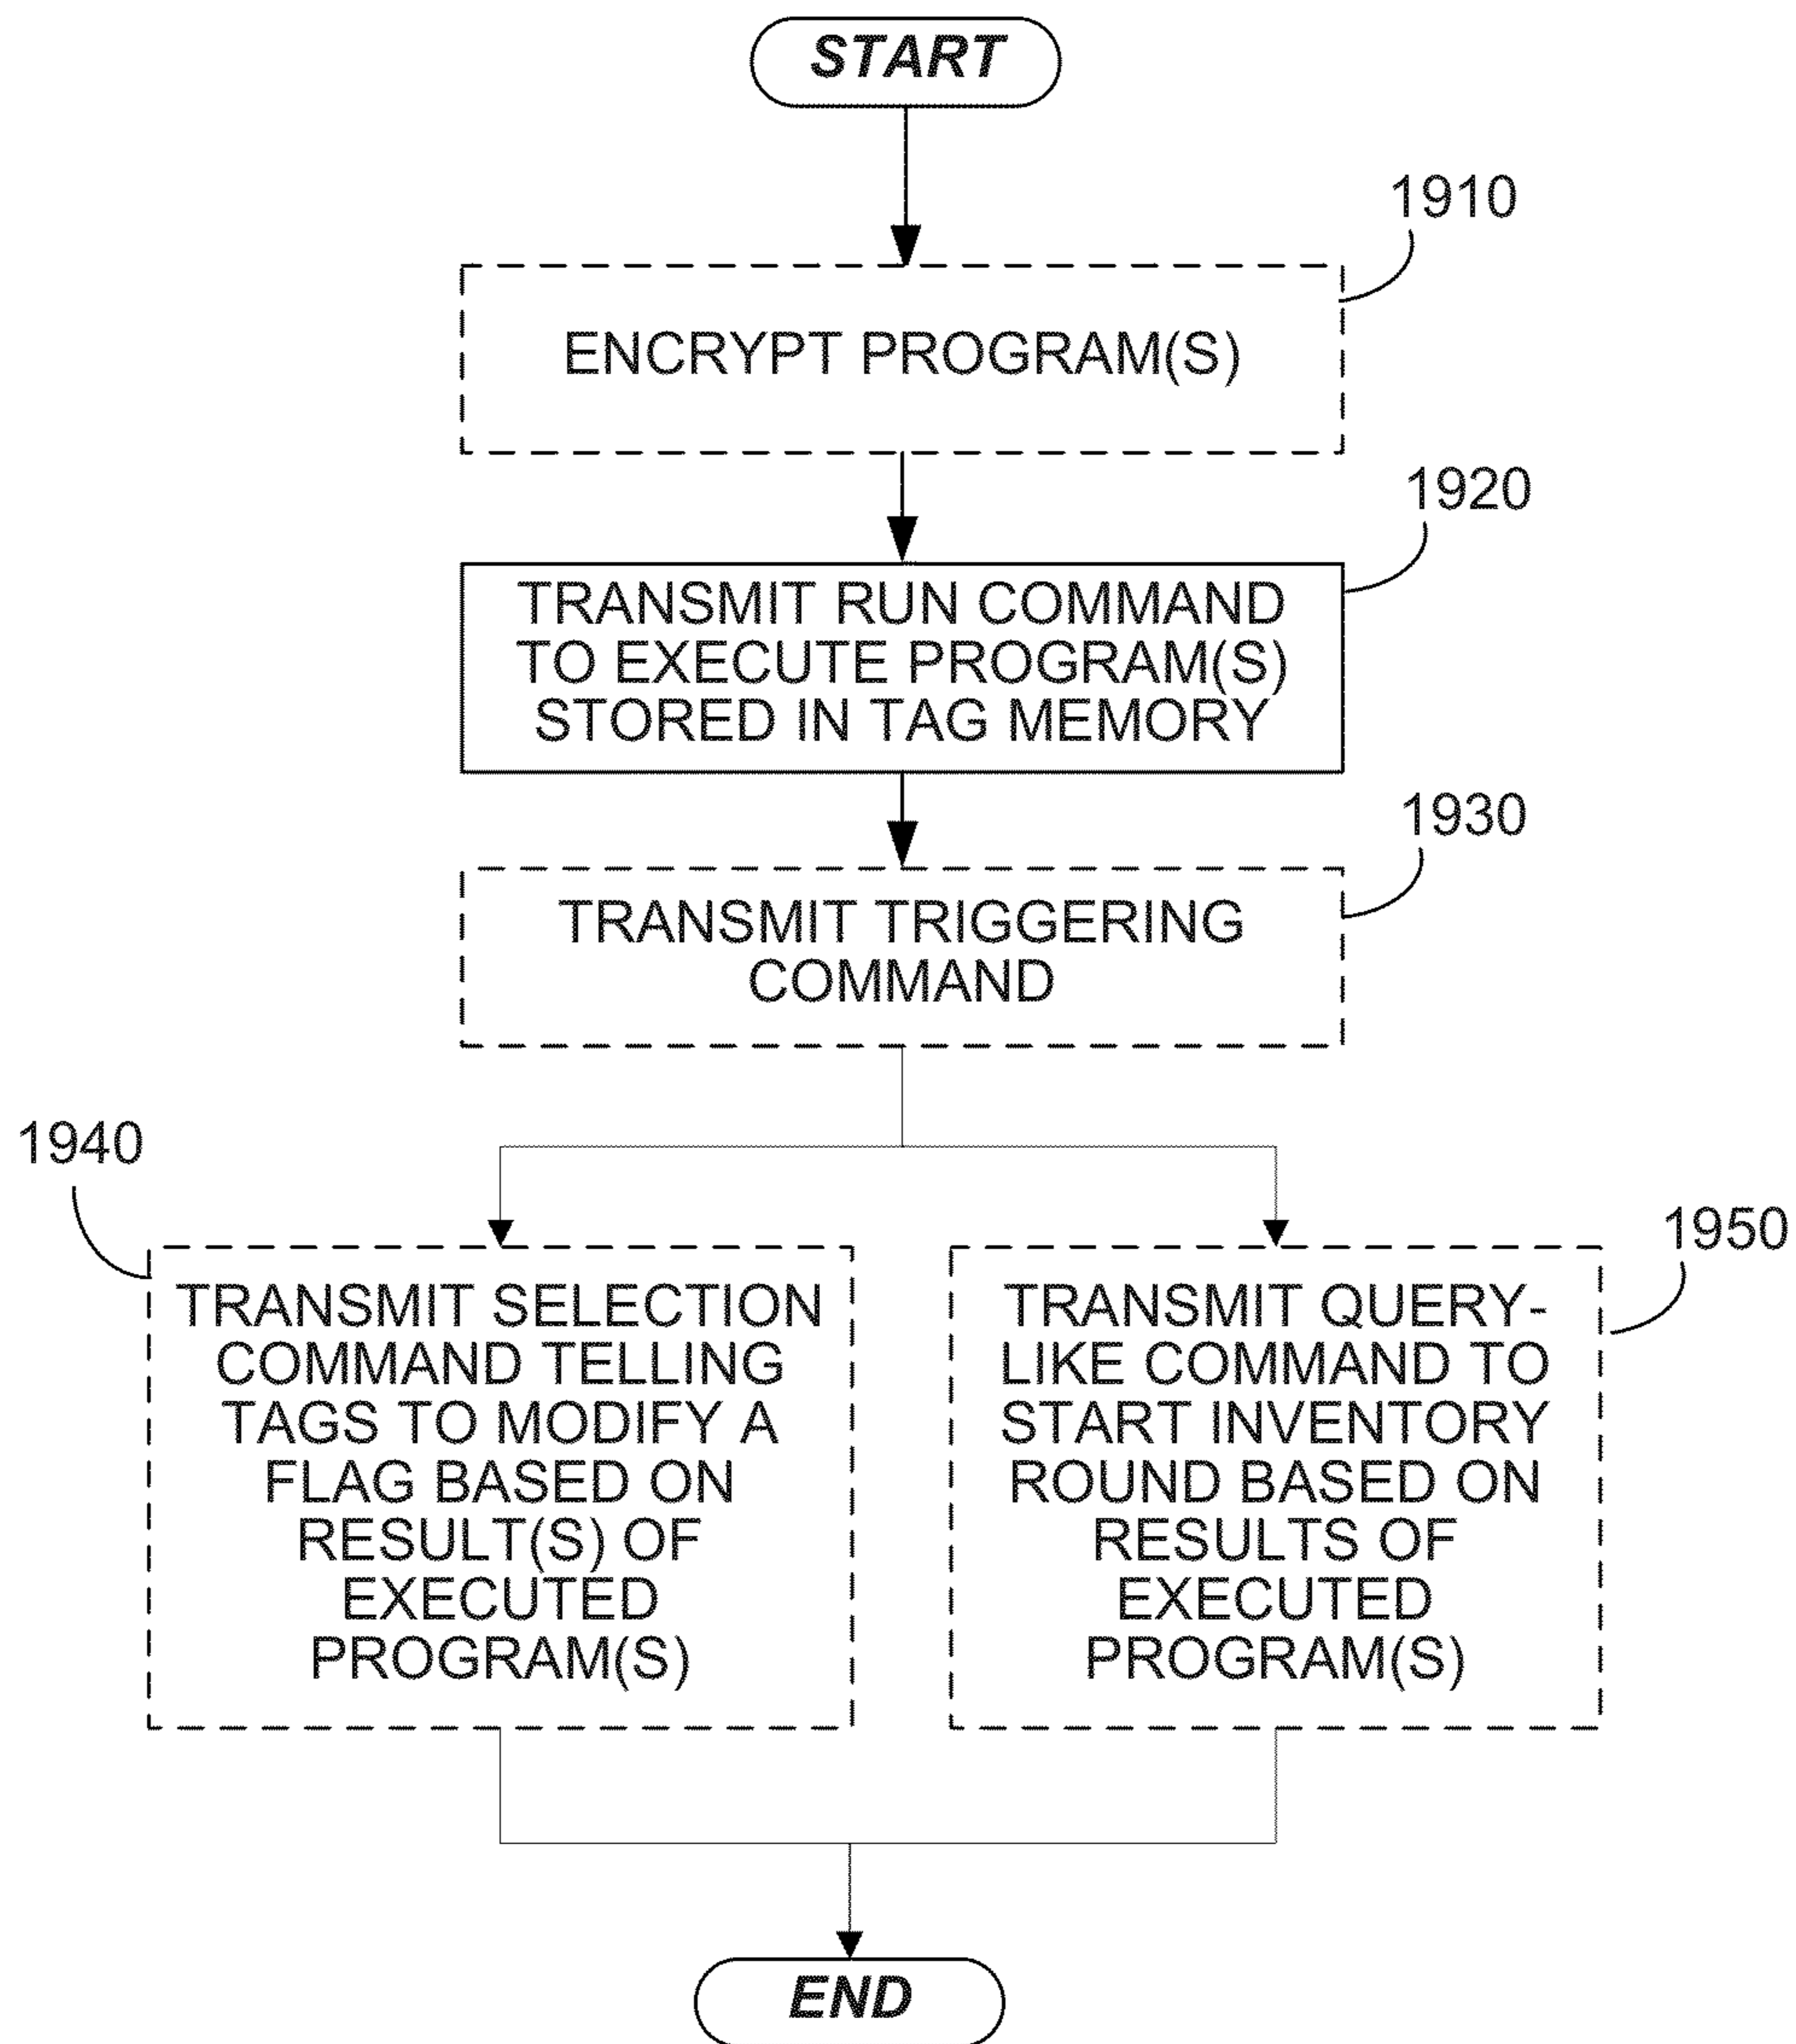 START
1910
ENCRYPT PROGRAM(S)
1920
TRANSMIT RUN COMMAND
TO EXECUTE PROGRAM(S)
STORED IN TAG MEMORY
1930
TRANSMIT TRIGGERING
COMMAND
1940
TRANSMIT SELECTION
COMMAND TELLING
TAGS TO MODIFY A
FLAG BASED ON
RESULT(S) OF
EXECUTED
PROGRAM(S)
1950
TRANSMIT QUERY-
LIKE COMMAND TO
START INVENTORY
ROUND BASED ON
RESULTS OF
EXECUTED
PROGRAM(S)
END